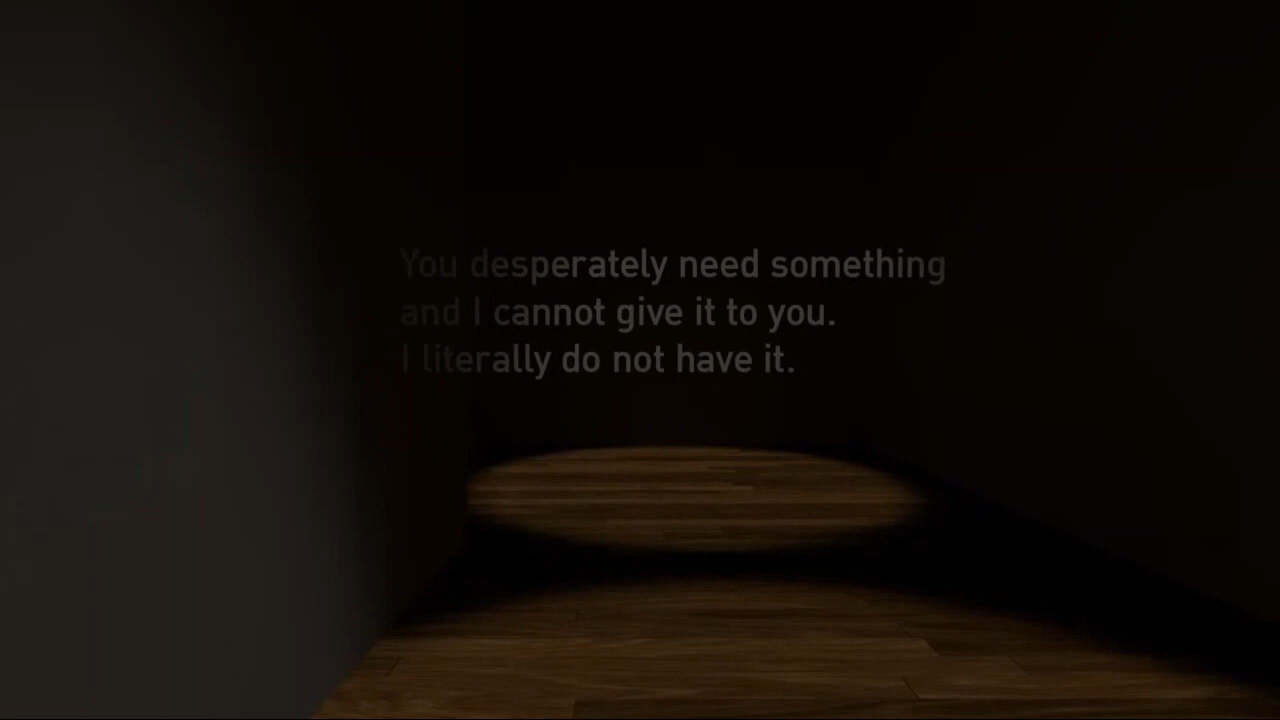 You desperately need something
and I cannot give it to you.
I literally do not have it.